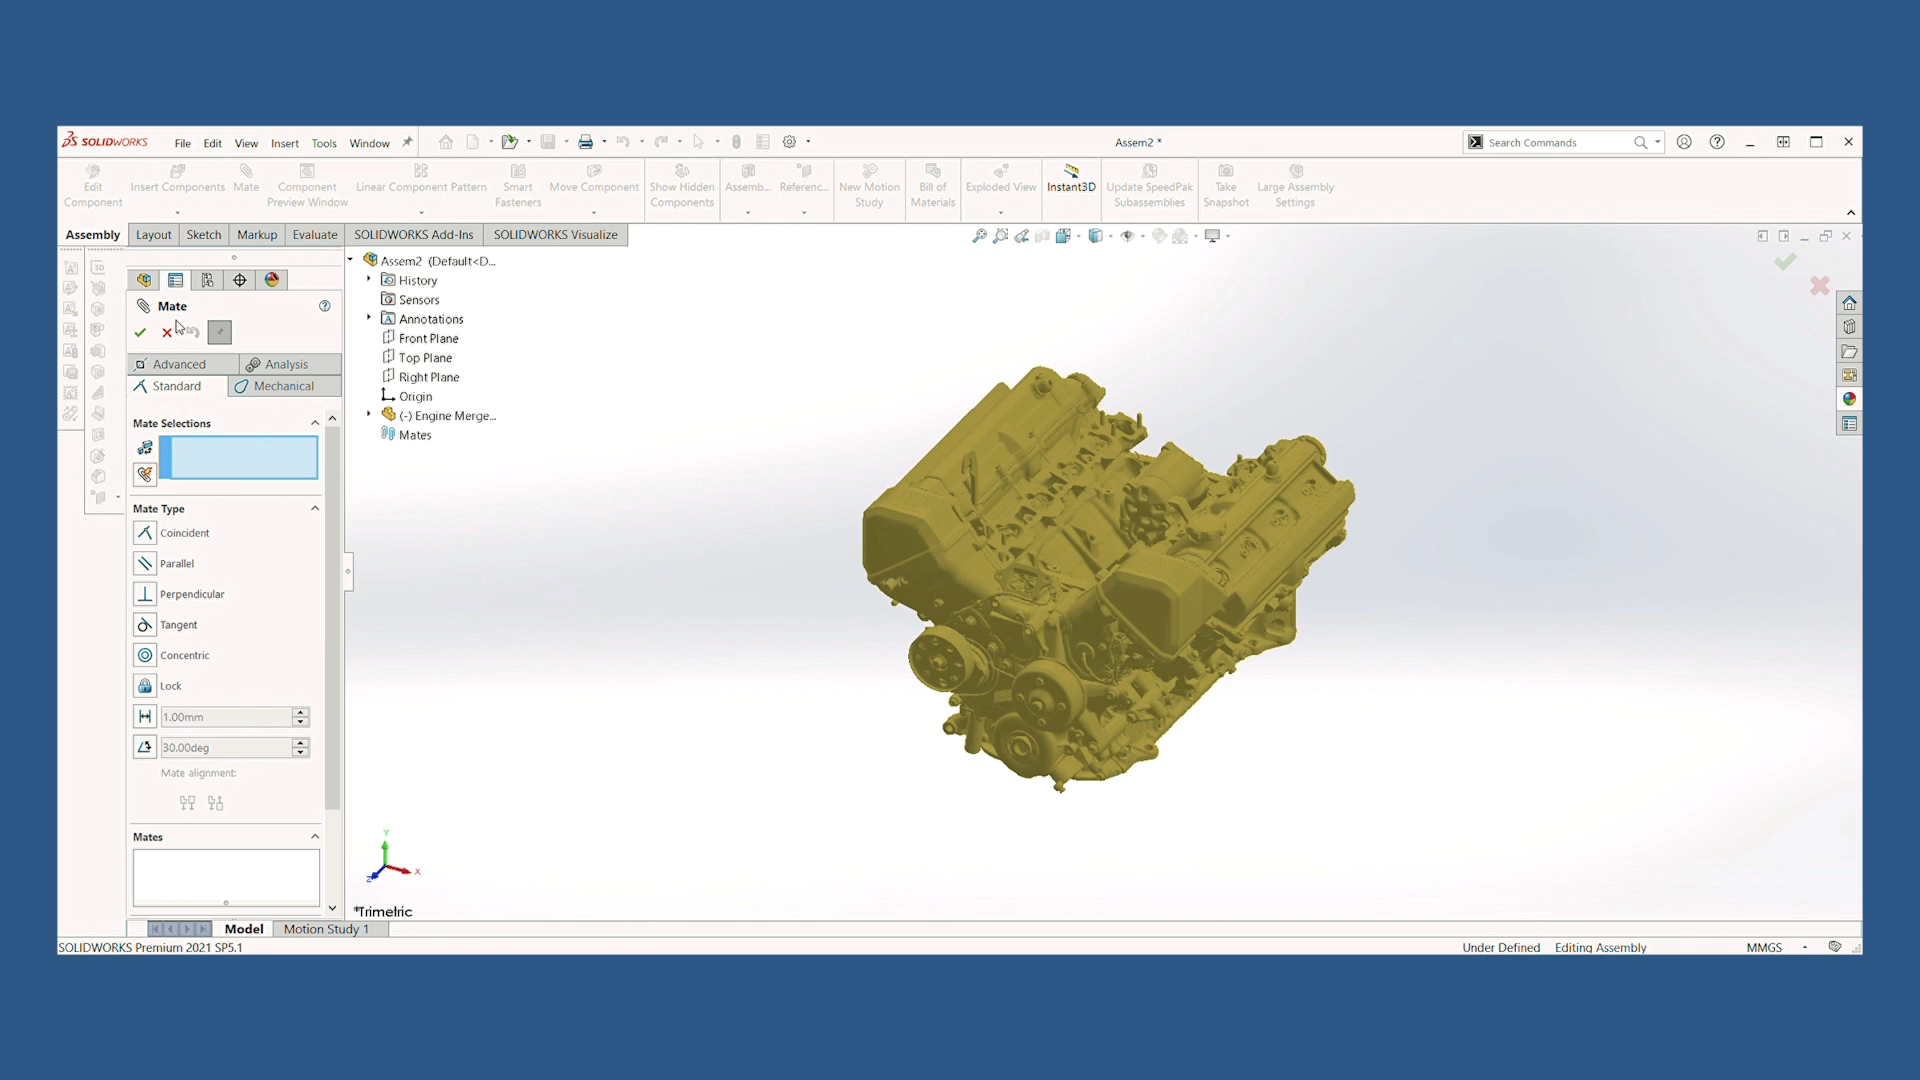 SOLIDWORKS File Edit View Insert Tools Window Assem2 * Search Commands
Edit Component
Insert Components
Mate
Component Preview Window
Linear Component Pattern
Smart Fasteners
Move Component
Show Hidden Components
Assemb...
Referenc...
New Motion Study
Bill of Materials
Exploded View
Instant3D
Update SpeedPak Subassemblies
Take Snapshot
Large Assembly Settings
Assembly Layout Sketch Markup Evaluate SOLIDWORKS Add-Ins SOLIDWORKS Visualize
Mate
Advanced Analysis
Standard Mechanical
Mate Selections
Mate Type
Coincident
Parallel
Perpendicular
Tangent
Concentric
Lock
1.00mm
30.00deg
Mate alignment:
Mates
Assem2 (Default<D...
History
Sensors
Annotations
Front Plane
Top Plane
Right Plane
Origin
(-) Engine Merge...
Mates
Y
X
Z
*Trimetric
Model Motion Study 1
SOLIDWORKS Premium 2021 SP5.1 Under Defined Editing Assembly MMGS